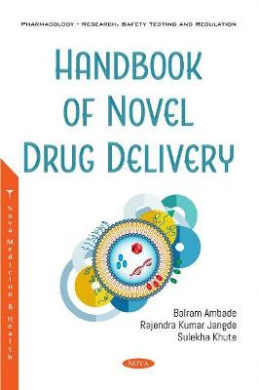 Pharmacology - Research, Safety Testing and Regulation
Handbook
of Novel
Drug Delivery
Nova Medicine & Health
Balram Ambade
Rajendra Kumar Jangde
Sulekha Khute
NOVA